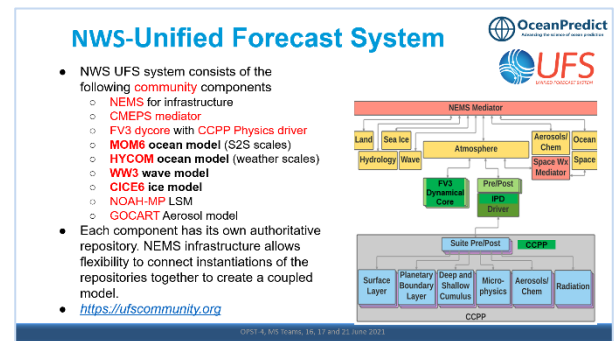 NWS-Unified Forecast System
OceanPredict
Advancing the science of ocean prediction
UFS
UNIFIED FORECAST SYSTEM
● NWS UFS system consists of the
following community components
○ NEMS for infrastructure
○ CMEPS mediator
○ FV3 dycore with CCPP Physics driver
○ MOM6 ocean model (S2S scales)
○ HYCOM ocean model (weather scales)
○ WW3 wave model
○ CICE6 ice model
○ NOAH-MP LSM
○ GOCART Aerosol model
● Each component has its own authoritative
repository. NEMS infrastructure allows
flexibility to connect instantiations of the
repositories together to create a coupled
model.
● https://ufscommunity.org
NEMS Mediator
Land
Sea Ice
Hydrology
Wave
Atmosphere
Aerosols/
Chem
Ocean
Space Wx
Mediator
Space
FV3
Dynamical
Core
Pre/Post
IPD
Driver
Suite Pre/Post
CCPP
Surface
Layer
Planetary
Boundary
Layer
Deep and
Shallow
Cumulus
Micro-
physics
Aerosols/
Chem
Radiation
CCPP
OPST-4, MS Teams, 16, 17 and 21 June 2021